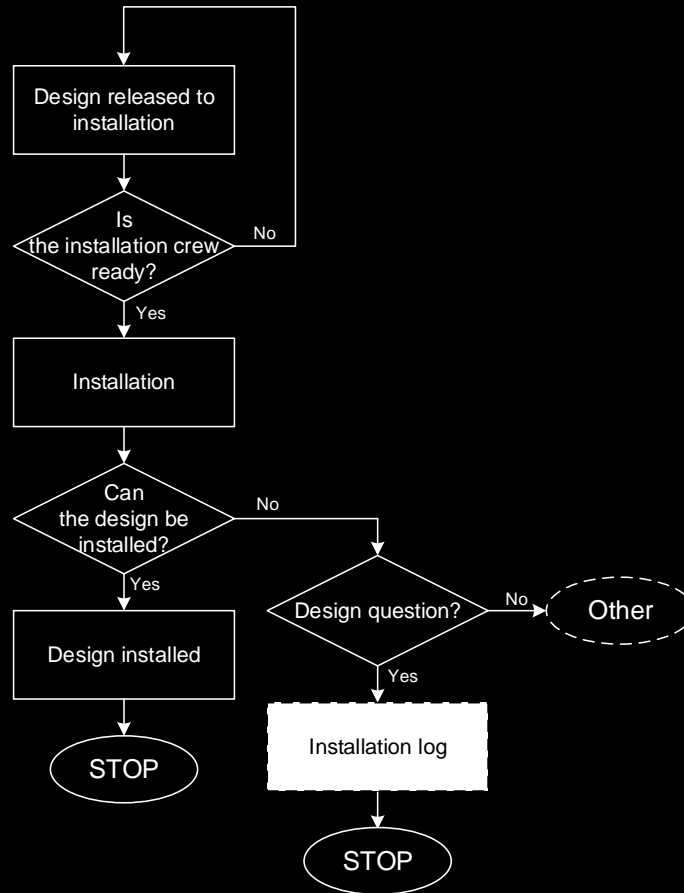 Design released to
installation
Is
the installation crew
ready?
No
Yes
Installation
Can
the design be
installed?
No
Yes
Design question?
No
Other
Design installed
Yes
Installation log
STOP
STOP